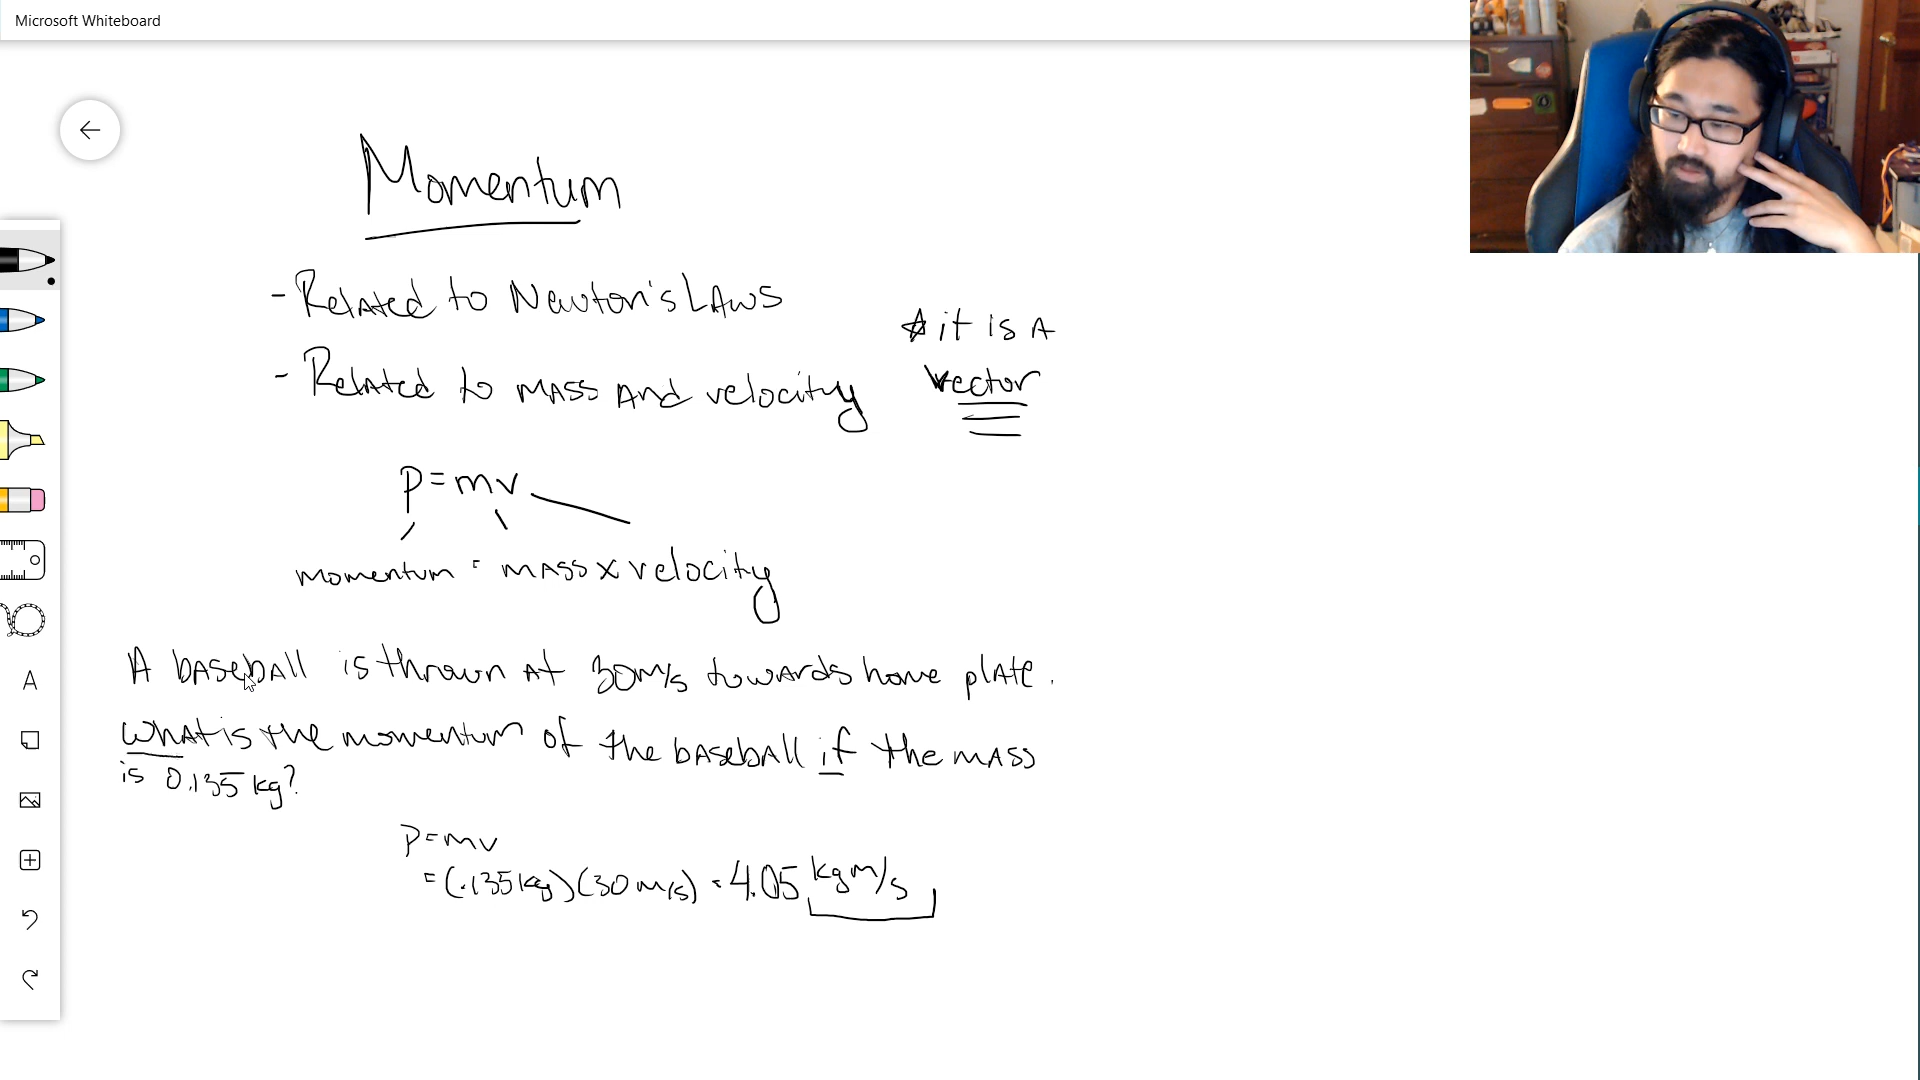 Microsoft Whiteboard
Momentum
- Related to Newton's Laws
- Related to mass and velocity
* it is a
vector
p = mv
momentum = mass x velocity
A baseball is thrown at 30m/s towards home plate.
What is the momentum of the baseball if the mass
is 0.135 kg?
P = mv
= (.135kg)(30 m/s) = 4.05 kgm/s
A